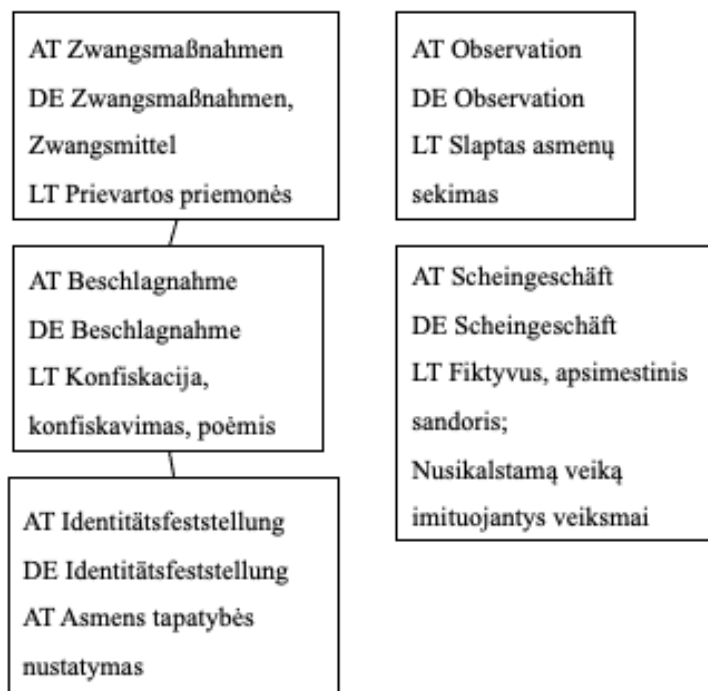 AT Zwangsmaßnahmen
DE Zwangsmaßnahmen,
Zwangsmittel
LT Prievartos priemonės
AT Beschlagnahme
DE Beschlagnahme
LT Konfiskacija,
konfiskavimas, poėmis
AT Identitätsfeststellung
DE Identitätsfeststellung
AT Asmens tapatybės
nustatymas
AT Observation
DE Observation
LT Slaptas asmenų
sekimas
AT Scheingeschäft
DE Scheingeschäft
LT Fiktyvus, apsimestinis
sandoris;
Nusikalstamą veiką
imituojantys veiksmai